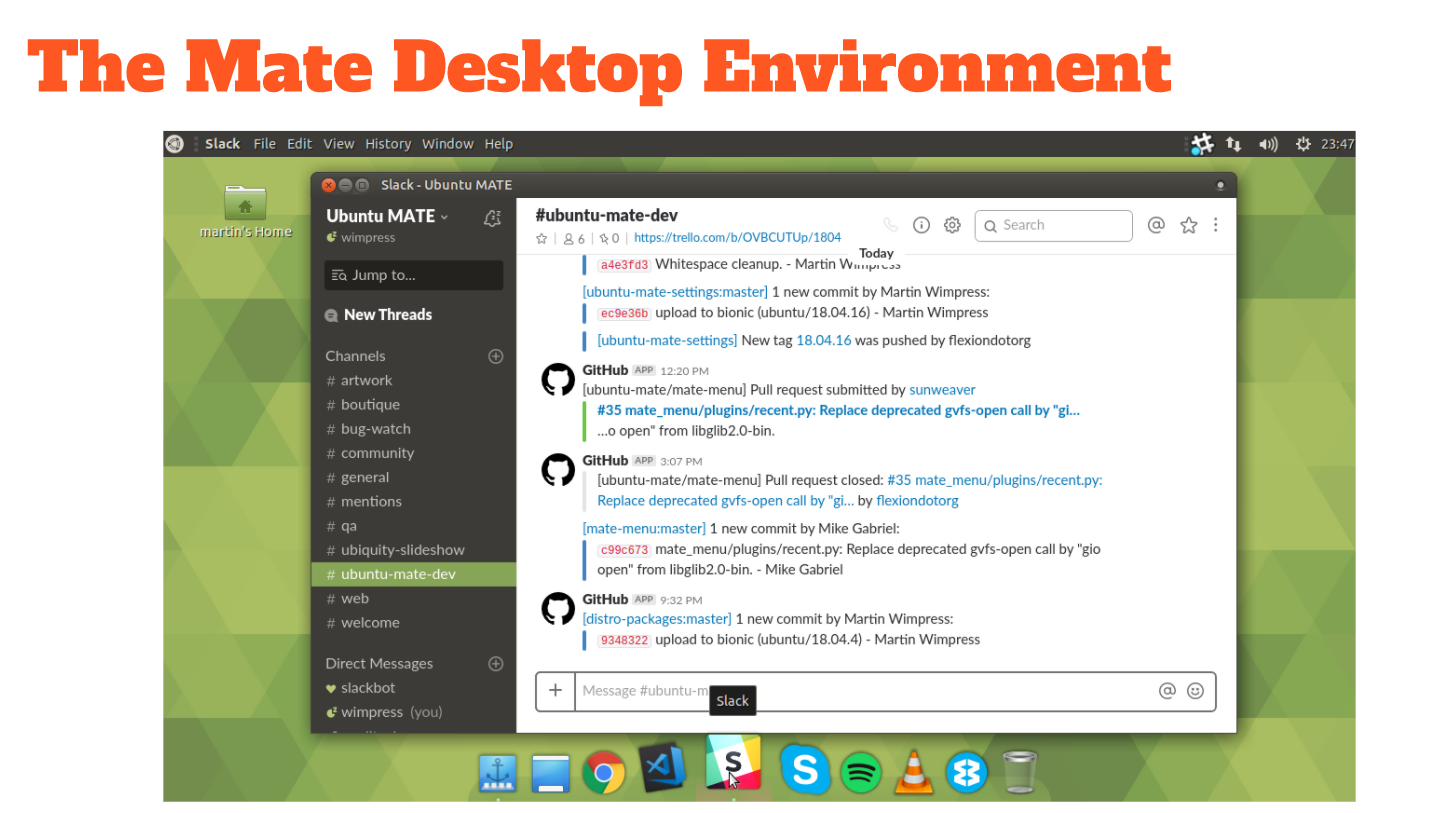 The Mate Desktop Environment
Slack File Edit View History Window Help
23:47
martin's Home
Slack - Ubuntu MATE
Ubuntu MATE
wimpress
Jump to...
New Threads
Channels
# artwork
# boutique
# bug-watch
# community
# general
# mentions
# qa
# ubiquity-slideshow
# ubuntu-mate-dev
# web
# welcome
Direct Messages
slackbot
wimpress (you)
#ubuntu-mate-dev
6 | 0 | https://trello.com/b/OVBCUTUp/1804
Search
Today
a4e3fd3 Whitespace cleanup. - Martin Wimpress
[ubuntu-mate-settings:master] 1 new commit by Martin Wimpress:
ec9e36b upload to bionic (ubuntu/18.04.16) - Martin Wimpress
[ubuntu-mate-settings] New tag 18.04.16 was pushed by flexiondotorg
GitHub APP 12:20 PM
[ubuntu-mate/mate-menu] Pull request submitted by sunweaver
#35 mate_menu/plugins/recent.py: Replace deprecated gvfs-open call by "gi...
...o open" from libglib2.0-bin.
GitHub APP 3:07 PM
[ubuntu-mate/mate-menu] Pull request closed: #35 mate_menu/plugins/recent.py:
Replace deprecated gvfs-open call by "gi... by flexiondotorg
[mate-menu:master] 1 new commit by Mike Gabriel:
c99c673 mate_menu/plugins/recent.py: Replace deprecated gvfs-open call by "gio
open" from libglib2.0-bin. - Mike Gabriel
GitHub APP 9:32 PM
[distro-packages:master] 1 new commit by Martin Wimpress:
9348322 upload to bionic (ubuntu/18.04.4) - Martin Wimpress
Message #ubuntu-m
Slack